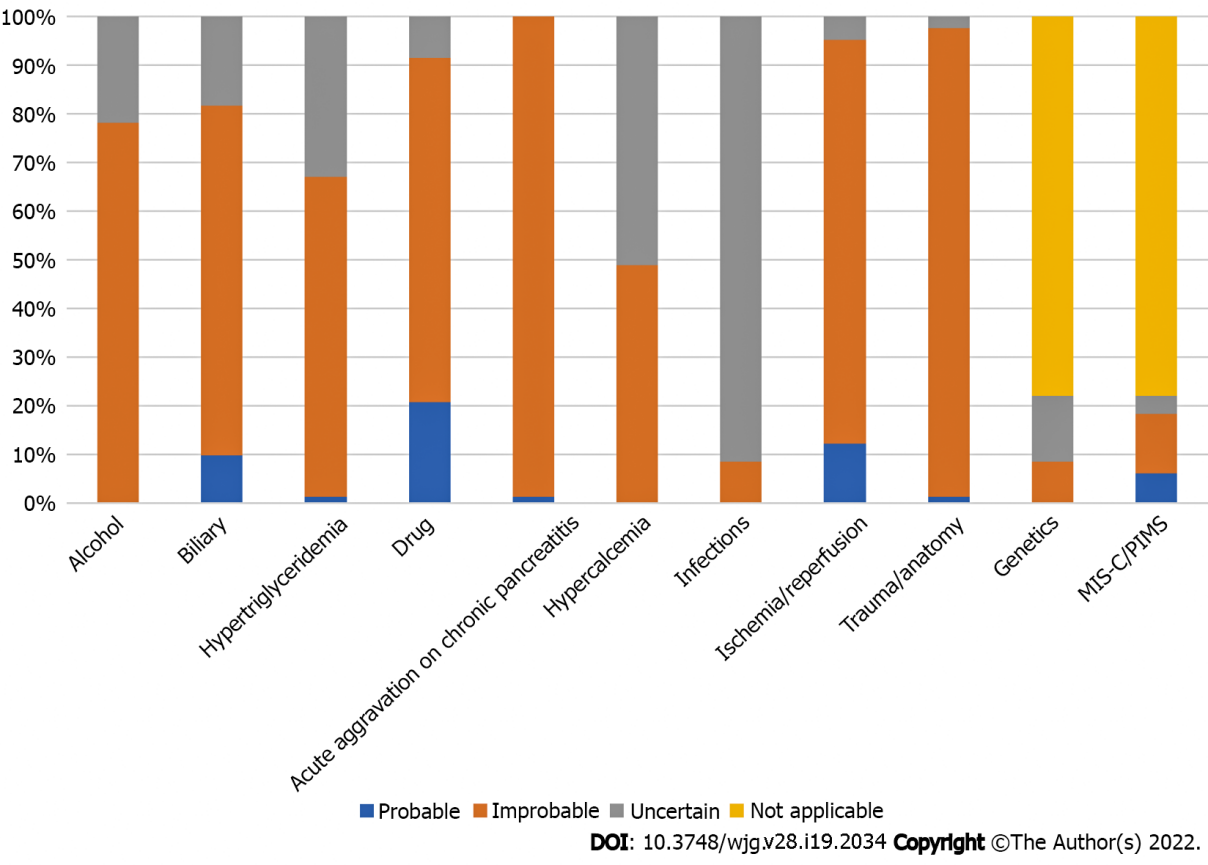 100%
90%
80%
70%
60%
50%
40%
30%
20%
10%
0%
Alcohol
Biliary
Hypertriglyceridemia
Drug
Acute aggravation on chronic pancreatitis
Hypercalcemia
Infections
Ischemia/reperfusion
Trauma/anatomy
Genetics
MIS-C/PIMS
Probable Improbable Uncertain Not applicable
DOI: 10.3748/wjg.v28.i19.2034 Copyright ©The Author(s) 2022.